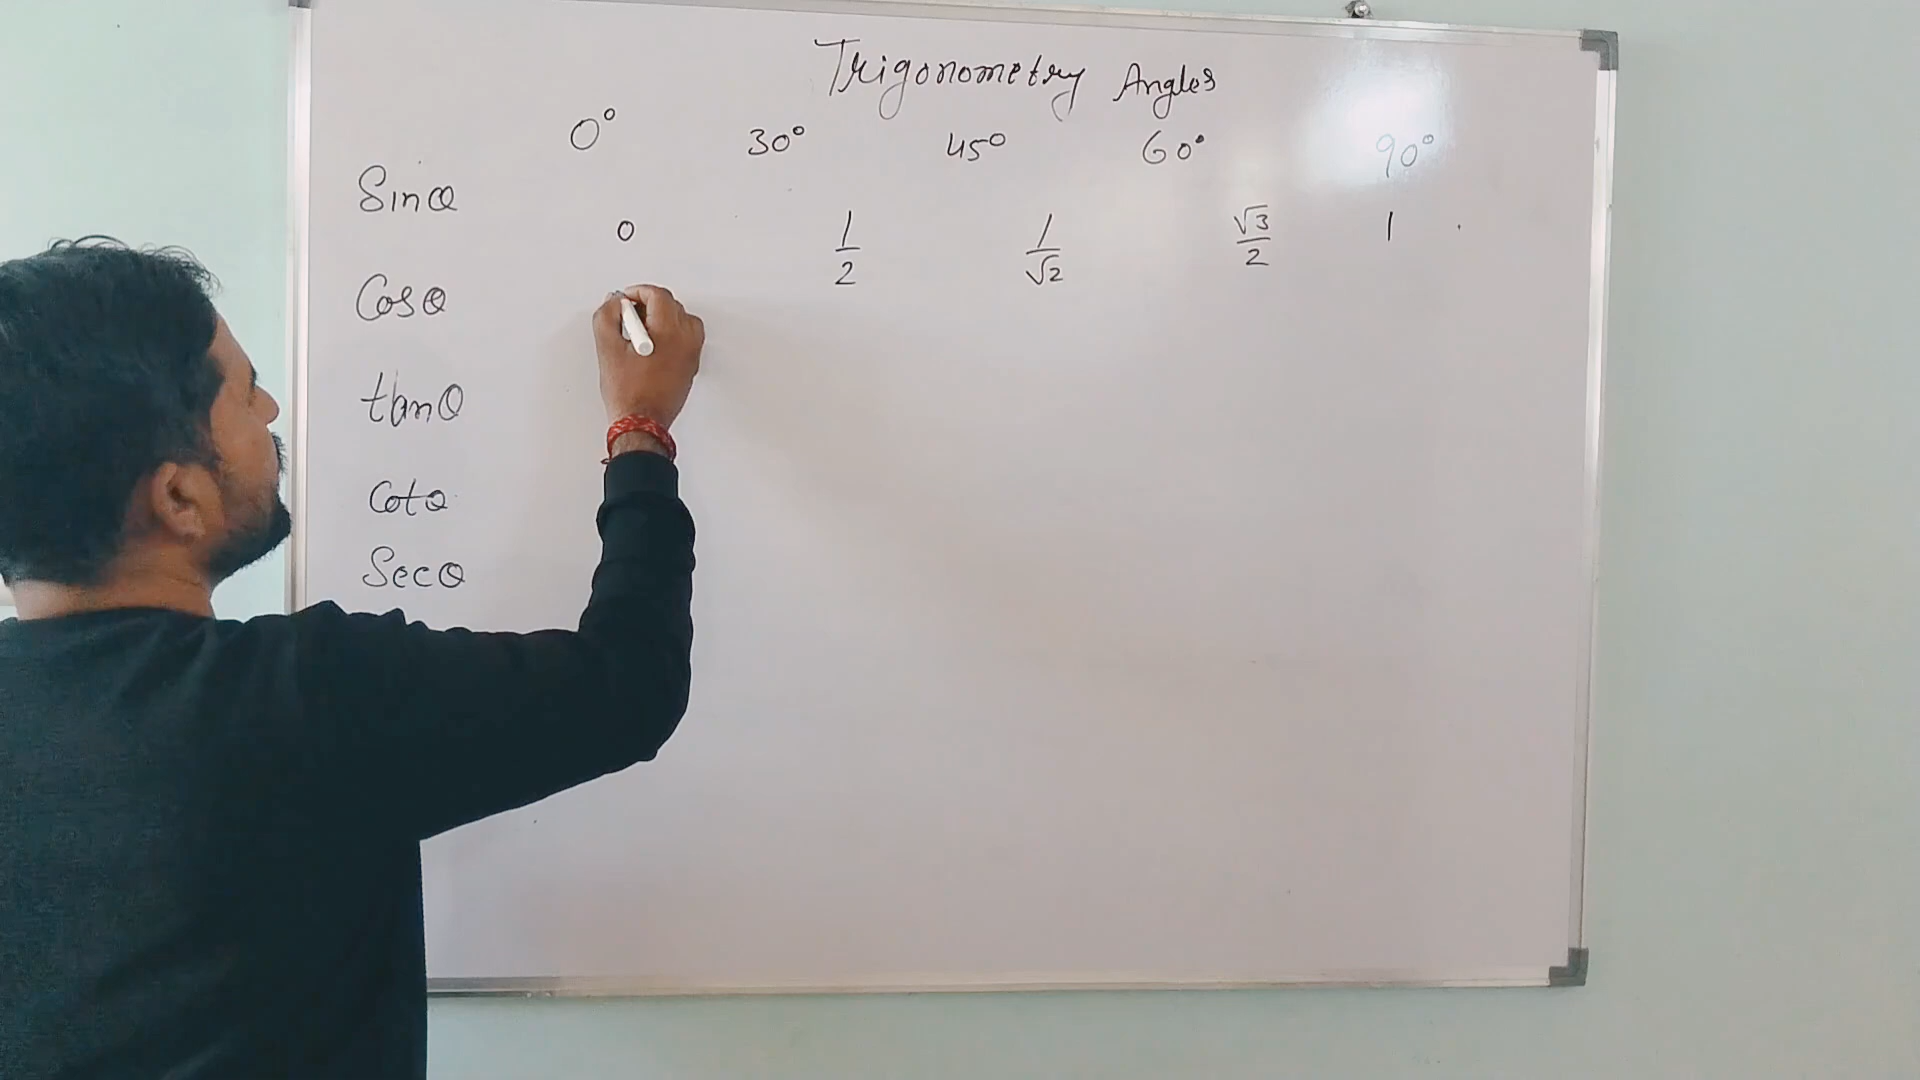 Trigonometry Angles
0° 30° 45° 60° 90°
Sinθ
0 1/2 1/√2 √3/2 1
Cosθ
tanθ
Cotθ
Secθ